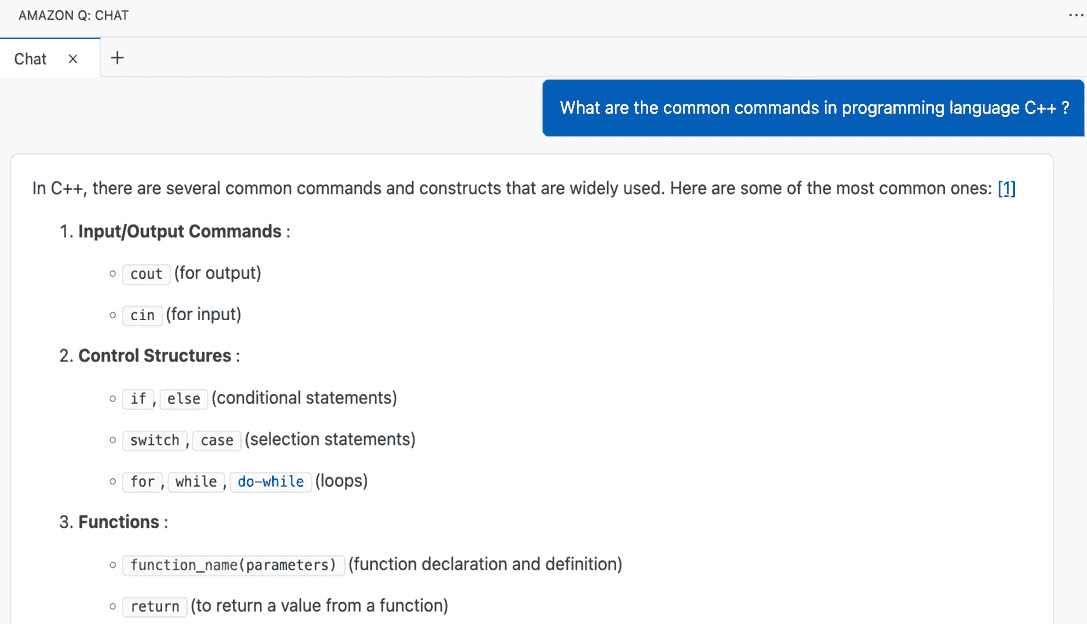 AMAZON Q: CHAT
Chat
What are the common commands in programming language C++ ?
In C++, there are several common commands and constructs that are widely used. Here are some of the most common ones: [1]
1. Input/Output Commands :
cout (for output)
cin (for input)
2. Control Structures :
if, else (conditional statements)
switch, case (selection statements)
for, while, do-while (loops)
3. Functions :
function_name(parameters) (function declaration and definition)
return (to return a value from a function)